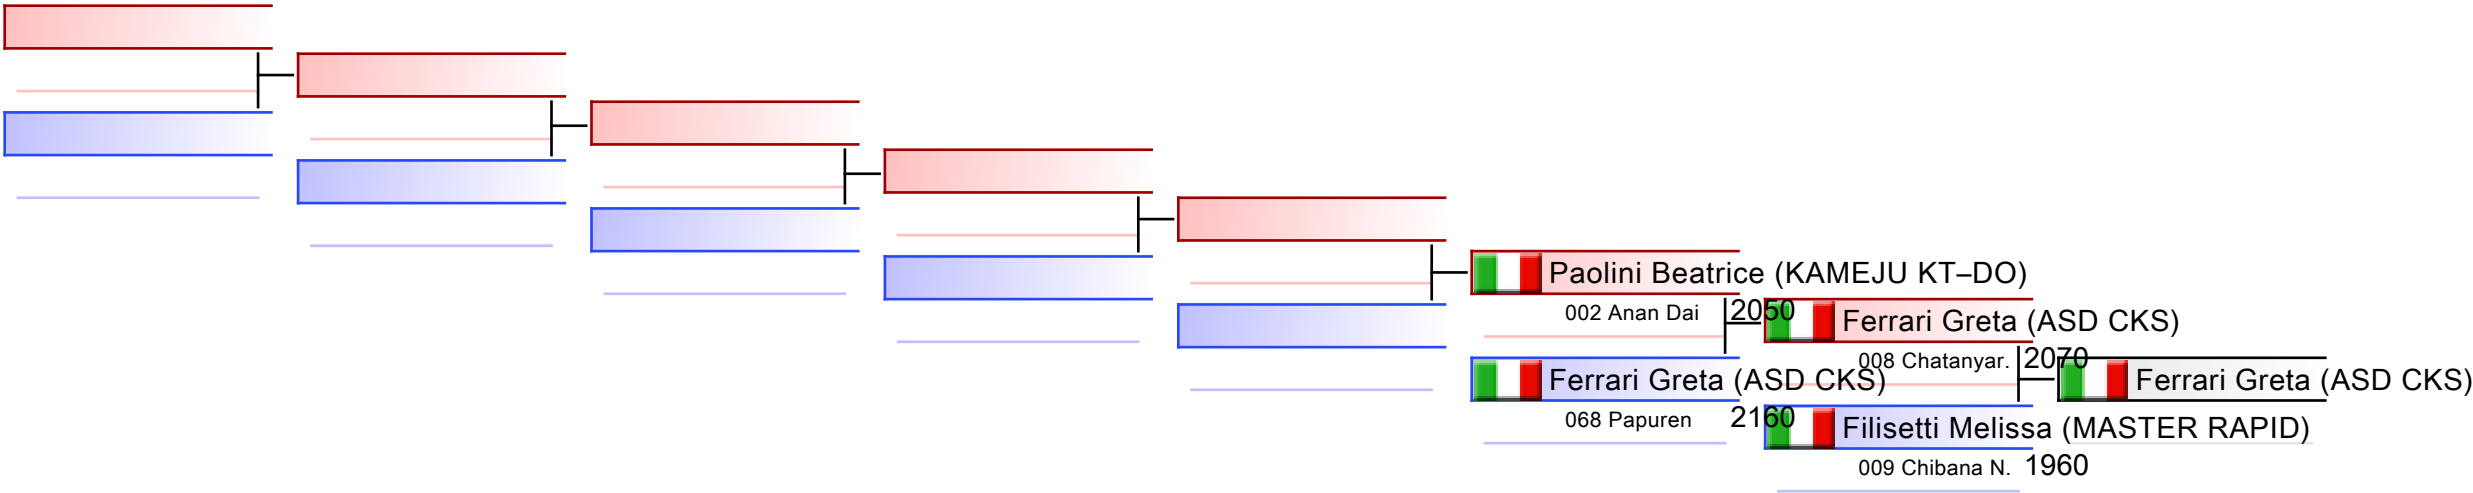 Paolini Beatrice (KAMEJU KT–DO)
002 Anan Dai 2050
Ferrari Greta (ASD CKS)
068 Papuren 2160
Ferrari Greta (ASD CKS)
008 Chatanyar. 2070
Filisetti Melissa (MASTER RAPID)
009 Chibana N. 1960
Ferrari Greta (ASD CKS)